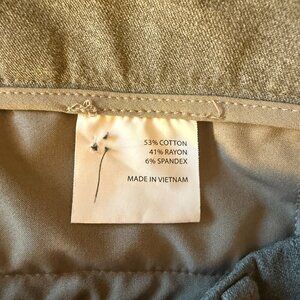 53% COTTON
41% RAYON
6% SPANDEX
MADE IN VIETNAM